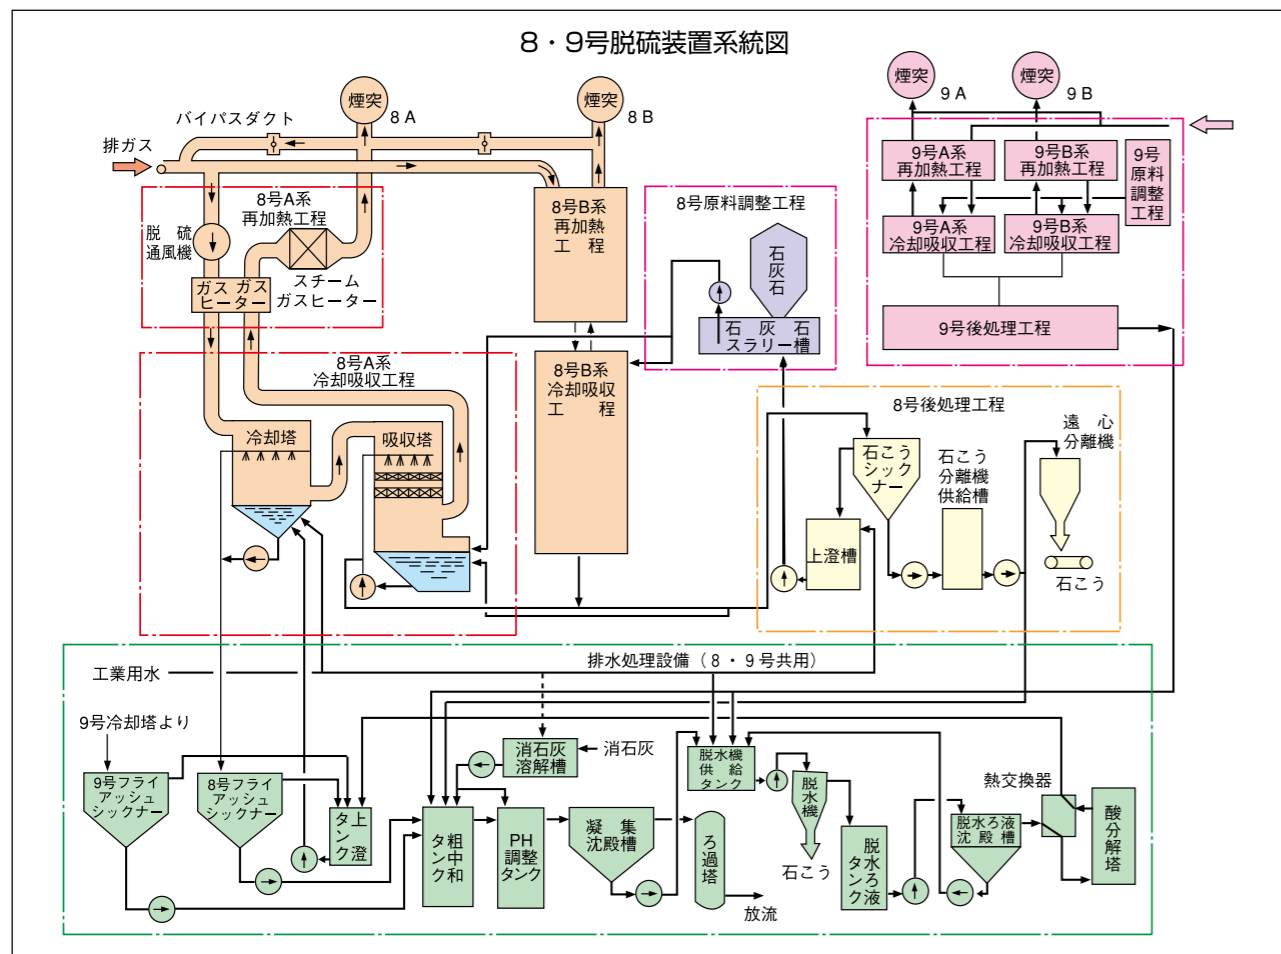 8・9号脱硫装置系統図
煙突
8A
煙突
8B
煙突
9A
煙突
9B
バイパスダクト
排ガス
8号A系
再加熱工程
脱硫
通風機
ガス
ヒー
ガス
ター
スチーム
ガスヒーター
8号B系
再加熱
工程
8号原料調整工程
石灰石
石灰石
スラリー槽
9号A系
再加熱工程
9号B系
再加熱工程
9号
原料
調整
工程
9号A系
冷却吸収工程
9号B系
冷却吸収工程
9号後処理工程
8号A系
冷却吸収工程
8号B系
冷却吸収
工程
冷却塔
吸収塔
8号後処理工程
石こう
シック
ナー
石こう
分離機
供給槽
遠心
分離機
上澄槽
石こう
排水処理設備(8・9号共用)
工業用水
9号冷却塔より
9号フライ
アッシュ
シックナー
8号フライ
アッシュ
シックナー
上澄
タンク
消石灰
溶解槽
消石灰
粗中和
タンク
PH
調整
タンク
凝集
沈殿槽
ろ過塔
放流
脱水機
供給
タンク
脱水機
石こう
脱水ろ液
タンク
脱水ろ液
沈殿槽
熱交換器
酸分解塔